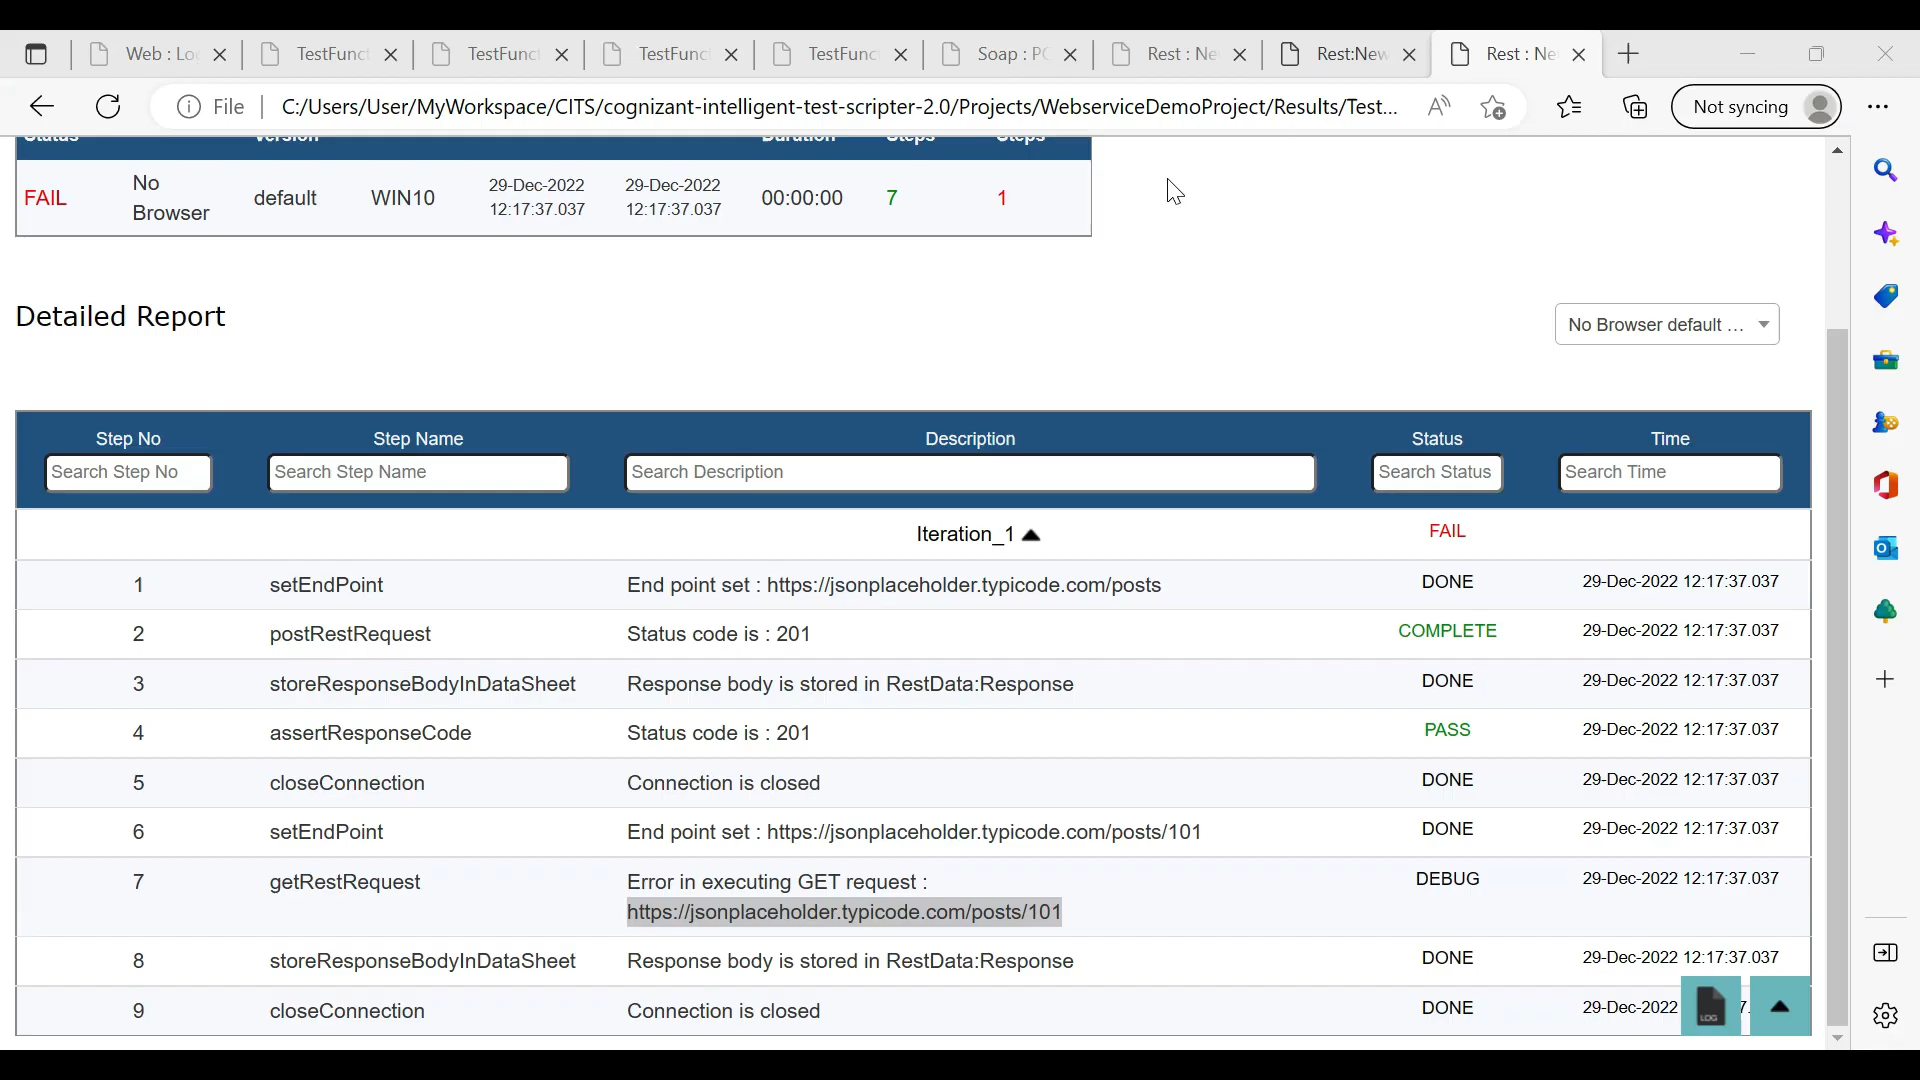 Web : Lo
TestFunct
TestFunc
TestFunc
TestFunc
Soap : PO
Rest : Ne
Rest:New
Rest : Ne
File
C:/Users/User/MyWorkspace/CITS/cognizant-intelligent-test-scripter-2.0/Projects/WebserviceDemoProject/Results/Test...
Not syncing
Status Version Duration Steps Steps
FAIL No Browser default WIN10 29-Dec-2022 12:17:37.037 29-Dec-2022 12:17:37.037 00:00:00 7 1
Detailed Report
No Browser default ...
Step No Step Name Description Status Time
Search Step No Search Step Name Search Description Search Status Search Time
Iteration_1 FAIL
1 setEndPoint End point set : https://jsonplaceholder.typicode.com/posts DONE 29-Dec-2022 12:17:37.037
2 postRestRequest Status code is : 201 COMPLETE 29-Dec-2022 12:17:37.037
3 storeResponseBodyInDataSheet Response body is stored in RestData:Response DONE 29-Dec-2022 12:17:37.037
4 assertResponseCode Status code is : 201 PASS 29-Dec-2022 12:17:37.037
5 closeConnection Connection is closed DONE 29-Dec-2022 12:17:37.037
6 setEndPoint End point set : https://jsonplaceholder.typicode.com/posts/101 DONE 29-Dec-2022 12:17:37.037
7 getRestRequest Error in executing GET request : DEBUG 29-Dec-2022 12:17:37.037
https://jsonplaceholder.typicode.com/posts/101
8 storeResponseBodyInDataSheet Response body is stored in RestData:Response DONE 29-Dec-2022 12:17:37.037
9 closeConnection Connection is closed DONE 29-Dec-2022
LOG